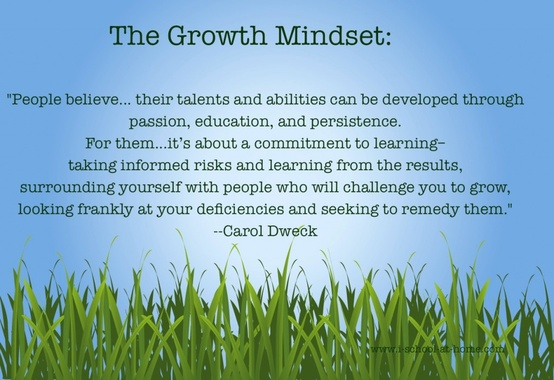 The Growth Mindset:
"People believe... their talents and abilities can be developed through
passion, education, and persistence.
For them...it's about a commitment to learning–
taking informed risks and learning from the results,
surrounding yourself with people who will challenge you to grow,
looking frankly at your deficiencies and seeking to remedy them."
--Carol Dweck
www.i-school-at-home.com